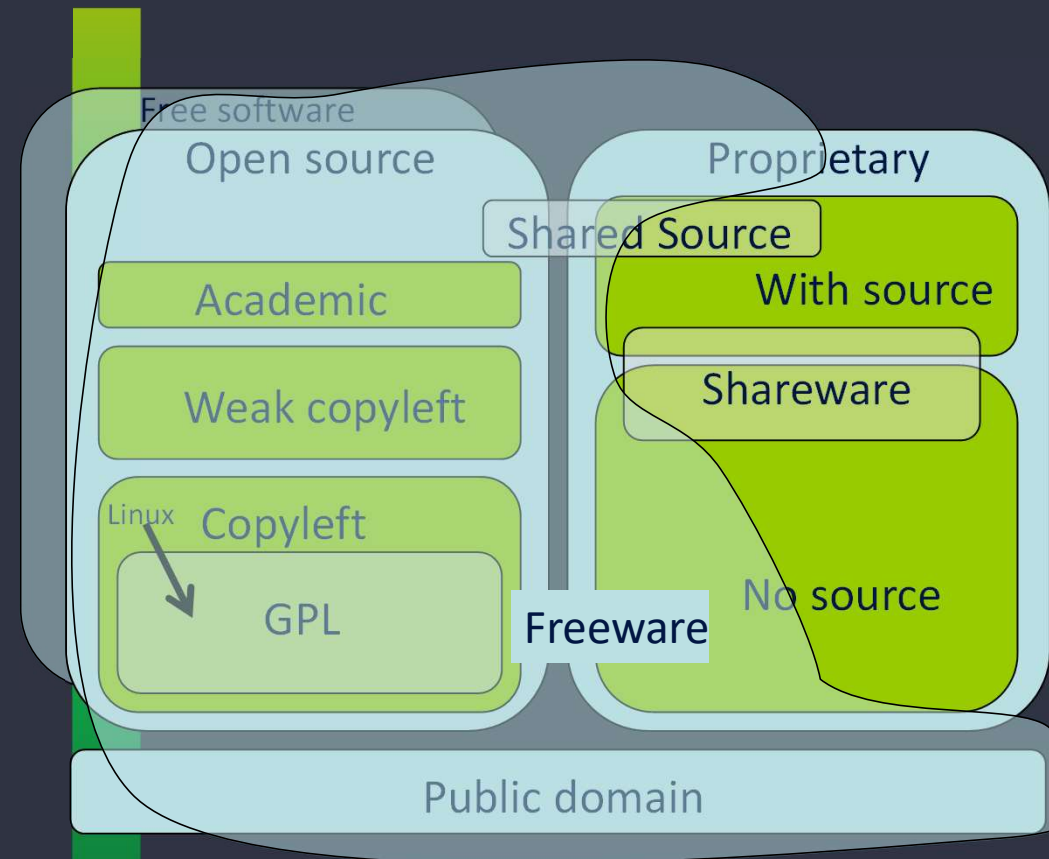 Free software
Open source
Proprietary
Shared Source
With source
Academic
Shareware
Weak copyleft
Linux
Copyleft
No source
GPL
Freeware
Public domain